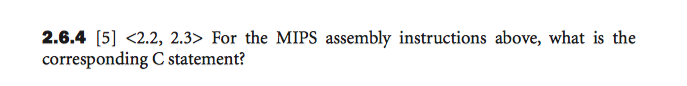 2.6.4 [5] <2.2, 2.3> For the MIPS assembly instructions above, what is the
corresponding C statement?